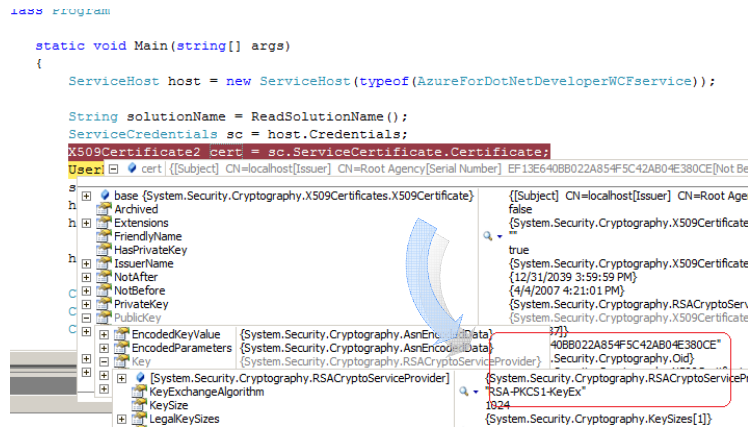 lass Program
static void Main(string[] args)
{
ServiceHost host = new ServiceHost(typeof(AzureForDotNetDeveloperWCFservice));
String solutionName = ReadSolutionName();
ServiceCredentials sc = host.Credentials;
X509Certificate2 cert = sc.ServiceCertificate.Certificate;
User
cert {[Subject] CN=localhost[Issuer] CN=Root Agency[Serial Number] EF13E640BB022A854F5C42AB04E380CE[Not Be
s
base {System.Security.Cryptography.X509Certificates.X509Certificate} {[Subject] CN=localhost[Issuer] CN=Root Age
h Archived false
h Extensions {System.Security.Cryptography.X509Certificate
FriendlyName ""
HasPrivateKey true
h IssuerName {System.Security.Cryptography.X509Certificate
NotAfter {12/31/2039 3:59:59 PM}
NotBefore {4/4/2007 4:21:01 PM}
C PrivateKey {System.Security.Cryptography.RSACryptoServ
C PublicKey {System.Security.Cryptography.X509Certificate
C EncodedKeyValue {System.Security.Cryptography.AsnEncodedData} 37]}
EncodedParameters {System.Security.Cryptography.AsnEncodedData} 40BB022A854F5C42AB04E380CE"
Key {System.Security.Cryptography.RSACryptoServiceProvider} .Security.Cryptography.Oid}
[System.Security.Cryptography.RSACryptoServiceProvider] {System.Security.Cryptography.RSACryptoServicePr
KeyExchangeAlgorithm "RSA-PKCS1-KeyEx"
KeySize 1024
LegalKeySizes {System.Security.Cryptography.KeySizes[1]}